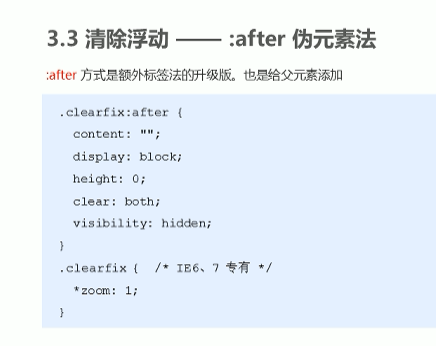 3.3 清除浮动 —— :after 伪元素法
:after 方式是额外标签法的升级版。也是给父元素添加
.clearfix:after {
  content: "";
  display: block;
  height: 0;
  clear: both;
  visibility: hidden;
}
.clearfix {  /* IE6、7 专有 */
  *zoom: 1;
}